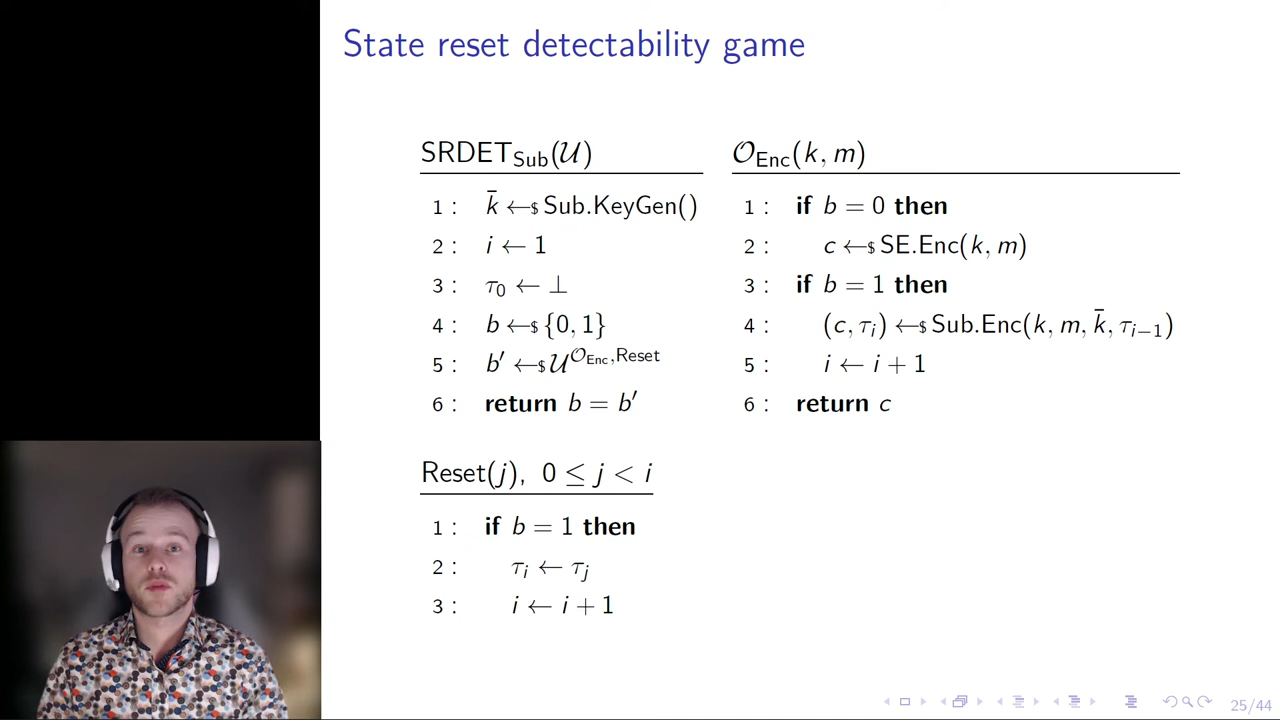 State reset detectability game
SRDET_Sub(𝒰)
1 : k̄ ←$ Sub.KeyGen()
2 : i ← 1
3 : τ₀ ← ⊥
4 : b ←$ {0, 1}
5 : b′ ←$ 𝒰^{𝒪_Enc,Reset}
6 : return b = b′
𝒪_Enc(k, m)
1 : if b = 0 then
2 : c ←$ SE.Enc(k, m)
3 : if b = 1 then
4 : (c, τ_i) ←$ Sub.Enc(k, m, k̄, τ_{i−1})
5 : i ← i + 1
6 : return c
Reset(j), 0 ≤ j < i
1 : if b = 1 then
2 : τ_i ← τ_j
3 : i ← i + 1
25/44